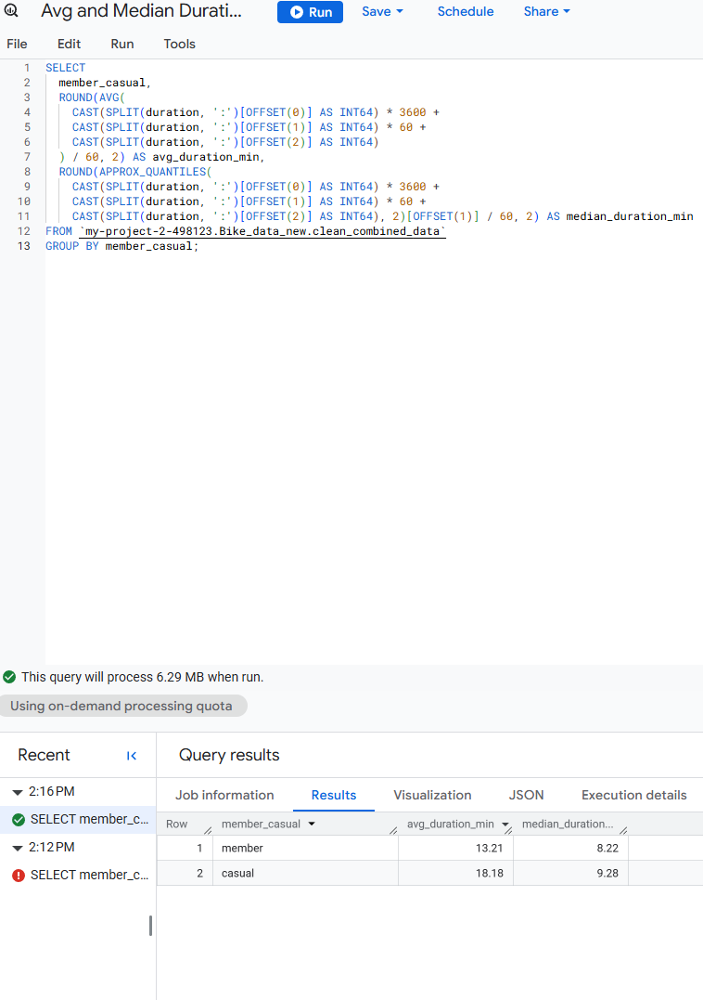 Avg and Median Durati...
Run
Save
Schedule
Share
File
Edit
Run
Tools
1 SELECT
2 member_casual,
3 ROUND(AVG(
4 CAST(SPLIT(duration, ':')[OFFSET(0)] AS INT64) * 3600 +
5 CAST(SPLIT(duration, ':')[OFFSET(1)] AS INT64) * 60 +
6 CAST(SPLIT(duration, ':')[OFFSET(2)] AS INT64)
7 ) / 60, 2) AS avg_duration_min,
8 ROUND(APPROX_QUANTILES(
9 CAST(SPLIT(duration, ':')[OFFSET(0)] AS INT64) * 3600 +
10 CAST(SPLIT(duration, ':')[OFFSET(1)] AS INT64) * 60 +
11 CAST(SPLIT(duration, ':')[OFFSET(2)] AS INT64), 2)[OFFSET(1)] / 60, 2) AS median_duration_min
12 FROM `my-project-2-498123.Bike_data_new.clean_combined_data`
13 GROUP BY member_casual;
This query will process 6.29 MB when run.
Using on-demand processing quota
Recent
2:16 PM
SELECT member_c...
2:12 PM
SELECT member_c...
Query results
Job information
Results
Visualization
JSON
Execution details
Row member_casual avg_duration_min median_duration...
1 member 13.21 8.22
2 casual 18.18 9.28